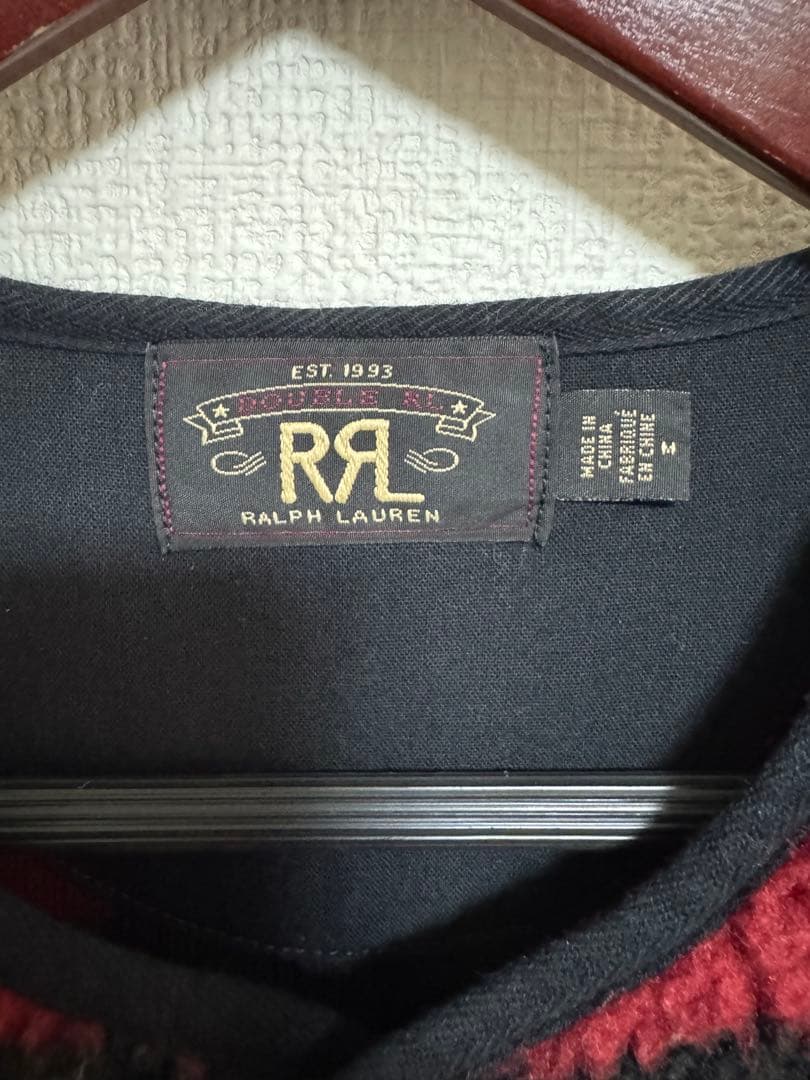 EST. 1993
DOUBLE RL
RRL
RALPH LAUREN
MADE IN
CHINA
FABRIQUÉ
EN CHINE
M